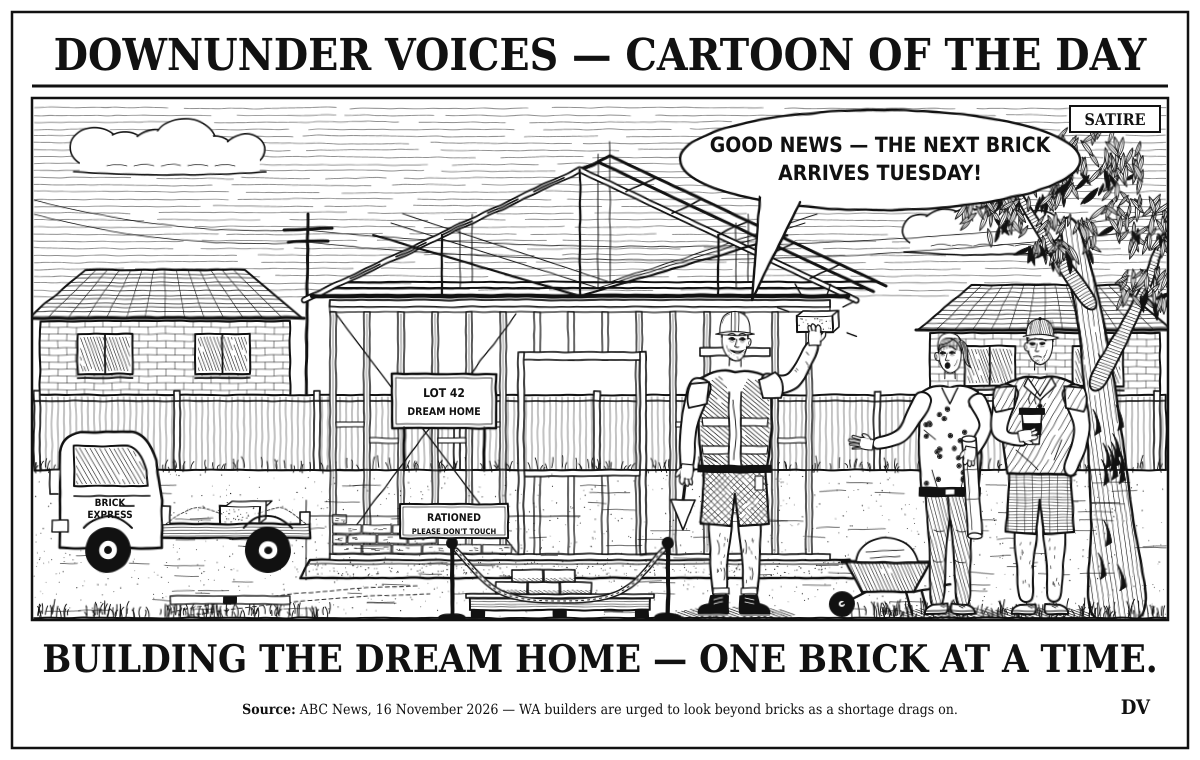 DOWNUNDER VOICES — CARTOON OF THE DAY
SATIRE
GOOD NEWS — THE NEXT BRICK
ARRIVES TUESDAY!
LOT 42
DREAM HOME
BRICK
EXPRESS
RATIONED
PLEASE DON'T TOUCH
BUILDING THE DREAM HOME — ONE BRICK AT A TIME.
Source: ABC News, 16 November 2026 — WA builders are urged to look beyond bricks as a shortage drags on.
DV